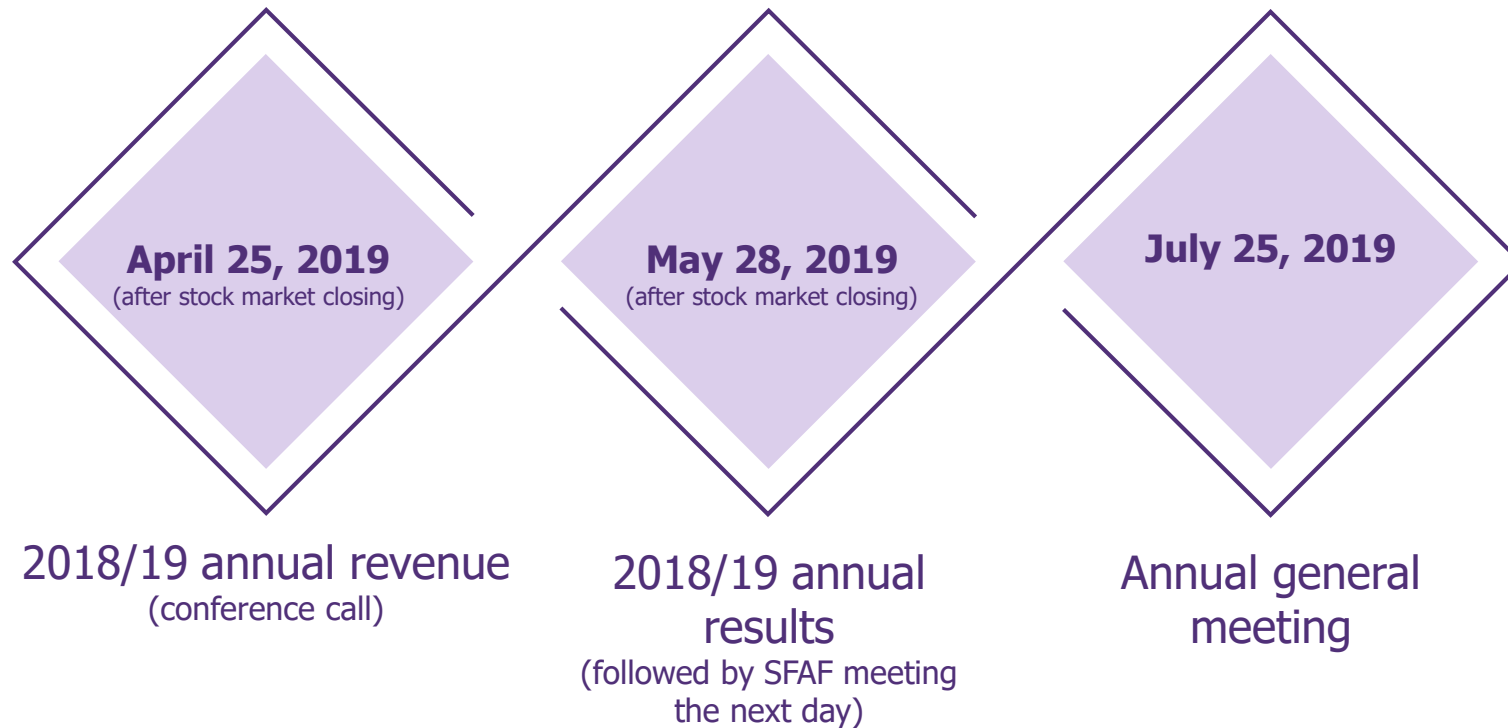 April 25, 2019
(after stock market closing)
2018/19 annual revenue
(conference call)
May 28, 2019
(after stock market closing)
2018/19 annual
results
(followed by SFAF meeting
the next day)
July 25, 2019
Annual general
meeting